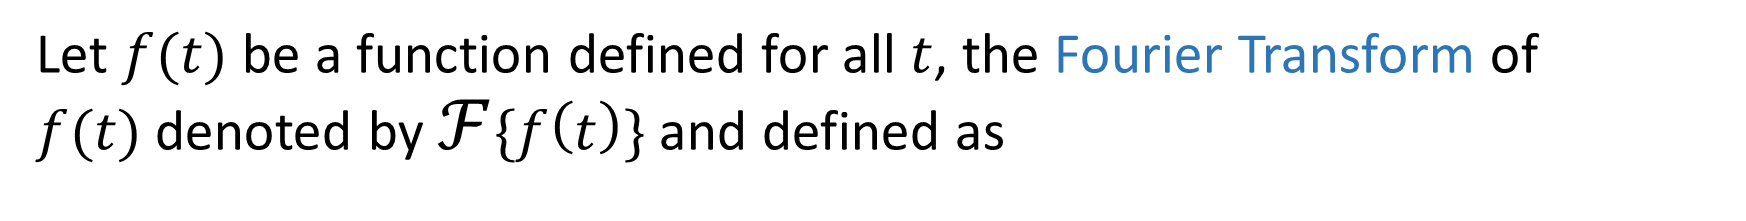 Let f(t) be a function defined for all t, the Fourier Transform of
f(t) denoted by ℱ{f(t)} and defined as